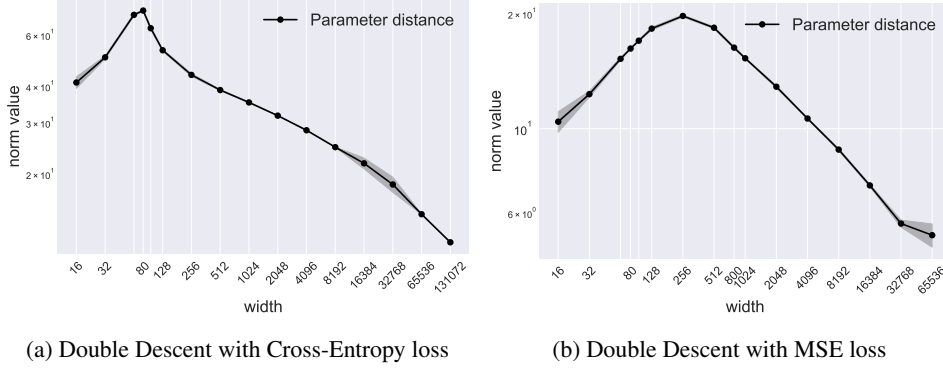 Parameter distance
6 × 10¹
4 × 10¹
3 × 10¹
2 × 10¹
norm value
16 32 80 128 256 512 1024 2048 4096 8192 16384 32768 65536 131072
width
(a) Double Descent with Cross-Entropy loss
Parameter distance
2 × 10¹
10¹
6 × 10⁰
norm value
16 32 80 128 256 512 800 1024 2048 4096 8192 16384 32768 65536
width
(b) Double Descent with MSE loss